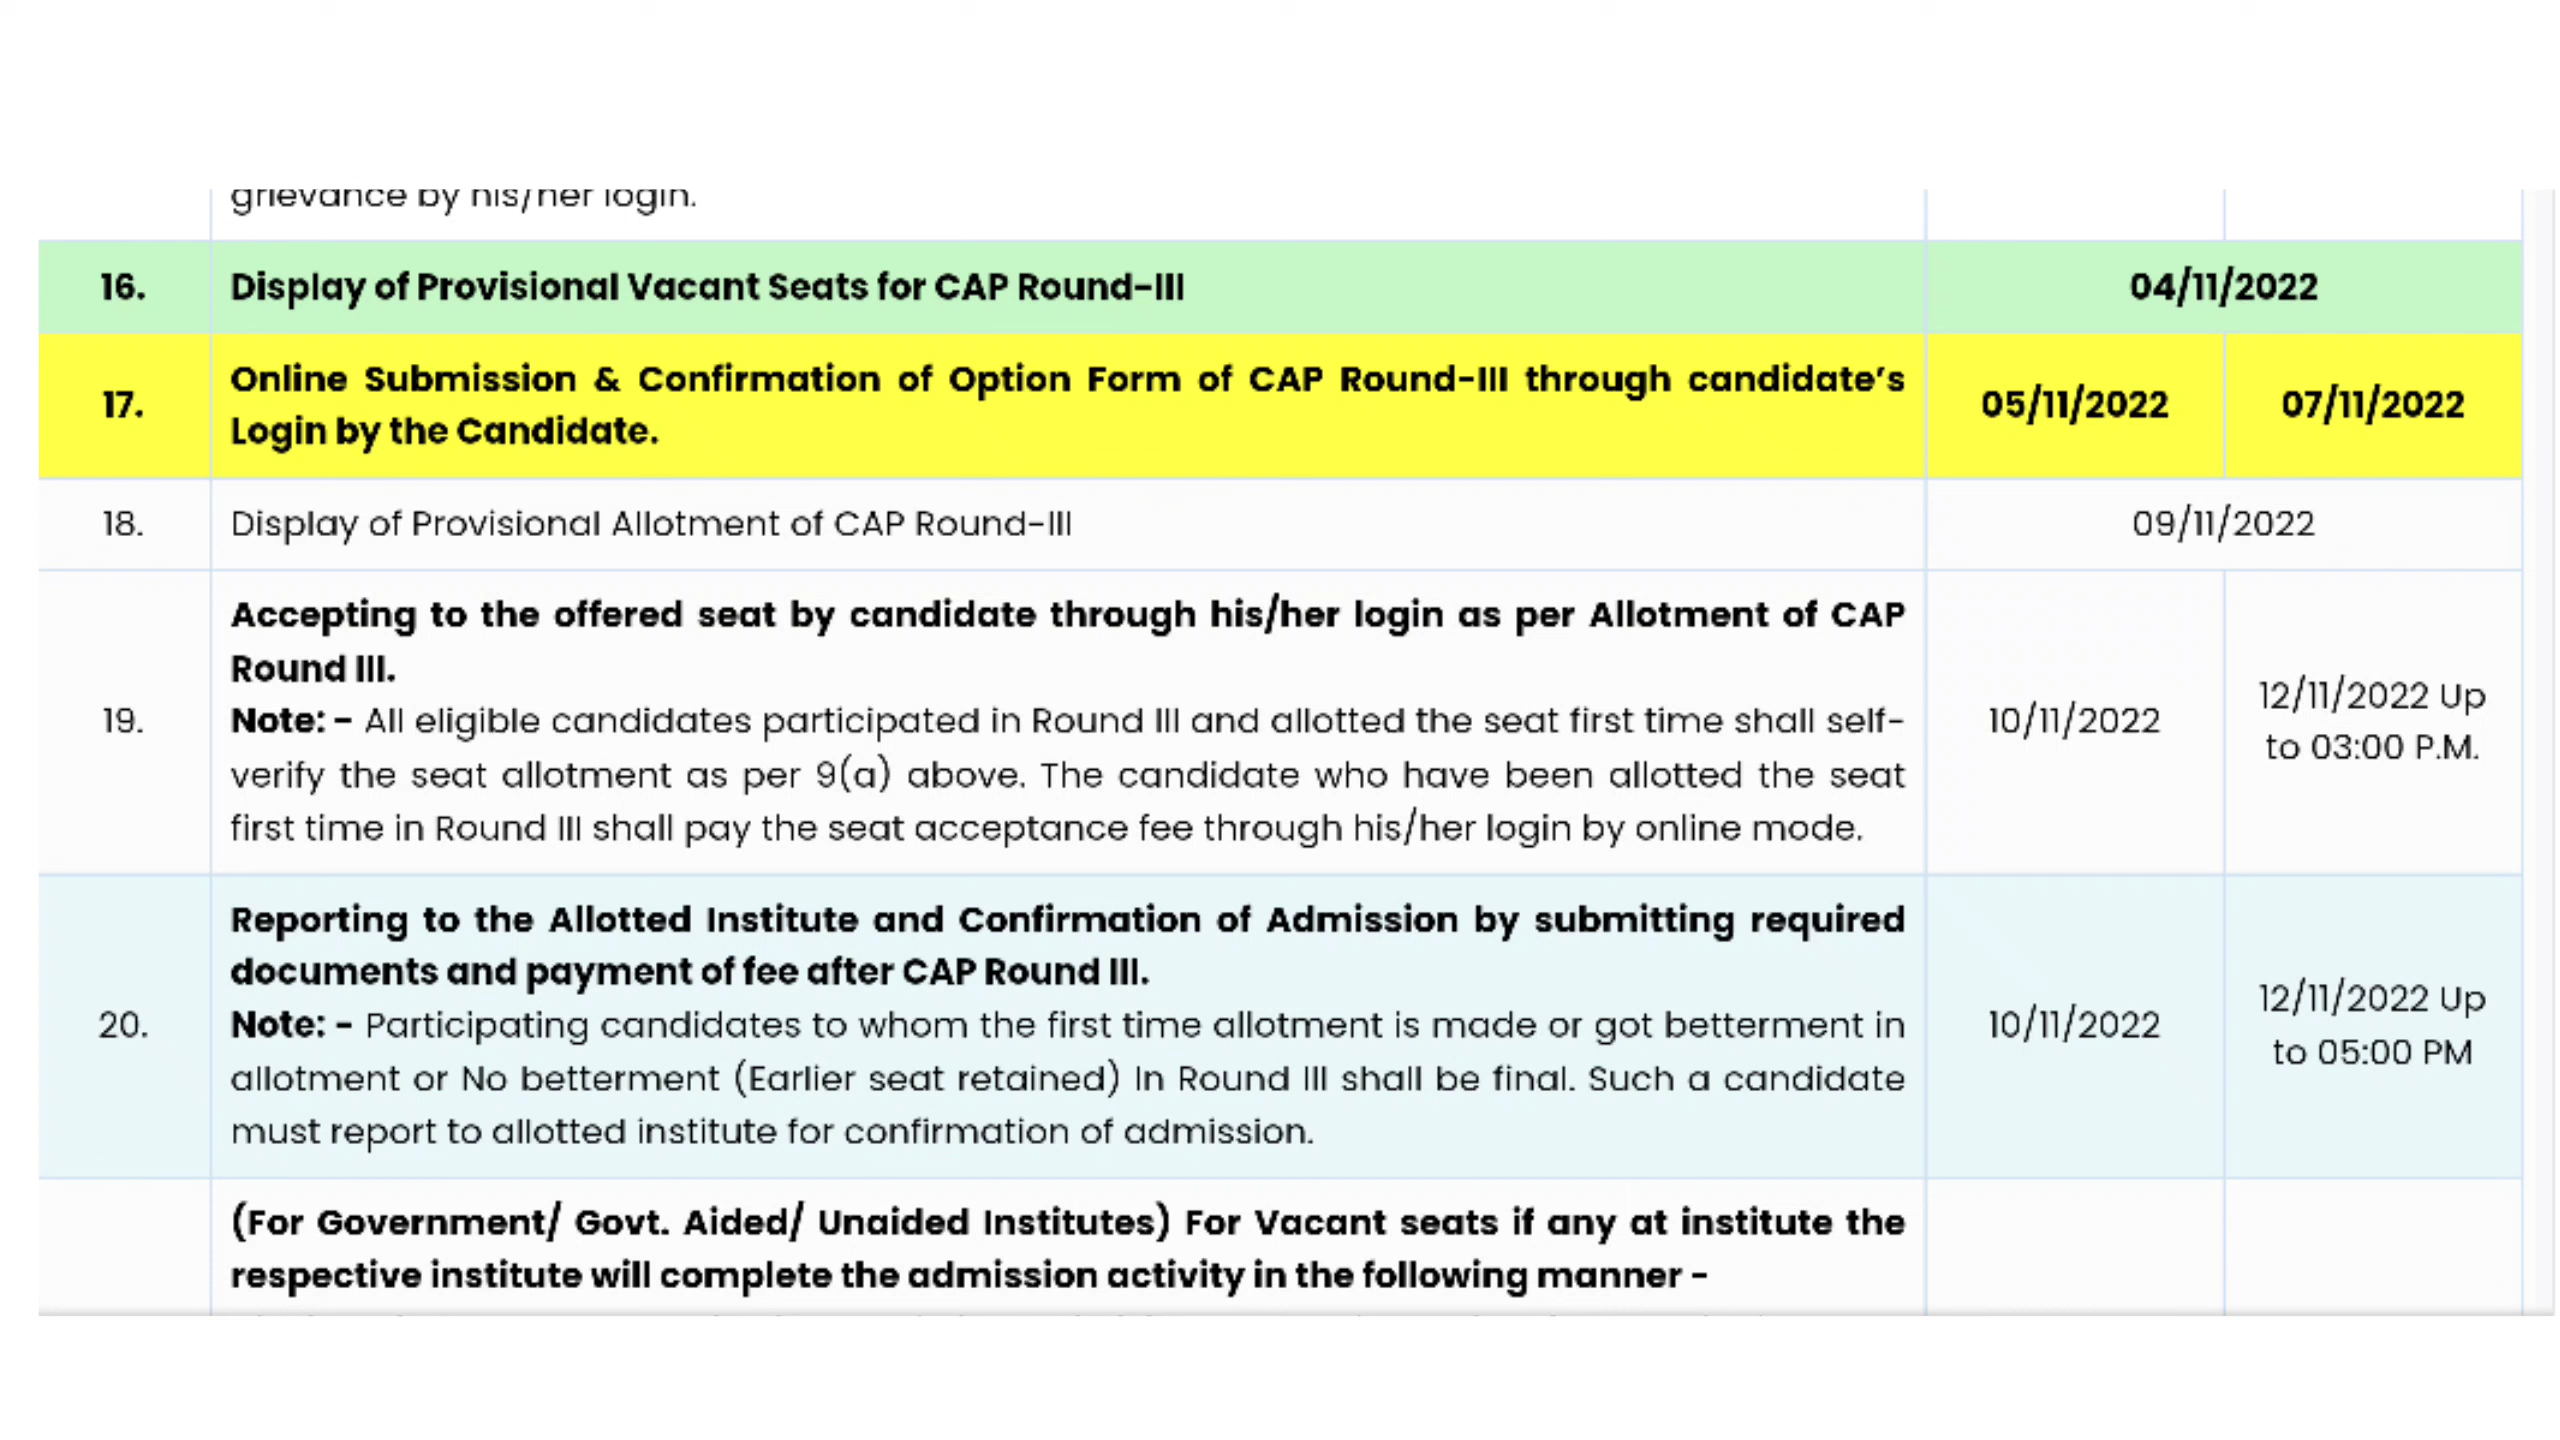 grievance by his/her login.
16. Display of Provisional Vacant Seats for CAP Round-III 04/11/2022
Online Submission & Confirmation of Option Form of CAP Round-III through candidate's
Login by the Candidate.
17. 05/11/2022 07/11/2022
18. Display of Provisional Allotment of CAP Round-III 09/11/2022
Accepting to the offered seat by candidate through his/her login as per Allotment of CAP
Round III.
Note: - All eligible candidates participated in Round III and allotted the seat first time shall self-
verify the seat allotment as per 9(a) above. The candidate who have been allotted the seat
first time in Round III shall pay the seat acceptance fee through his/her login by online mode.
19. 10/11/2022
12/11/2022 Up
to 03:00 P.M.
Reporting to the Allotted Institute and Confirmation of Admission by submitting required
documents and payment of fee after CAP Round III.
Note: - Participating candidates to whom the first time allotment is made or got betterment in
allotment or No betterment (Earlier seat retained) In Round III shall be final. Such a candidate
must report to allotted institute for confirmation of admission.
20. 10/11/2022
12/11/2022 Up
to 05:00 PM
(For Government/ Govt. Aided/ Unaided Institutes) For Vacant seats if any at institute the
respective institute will complete the admission activity in the following manner -